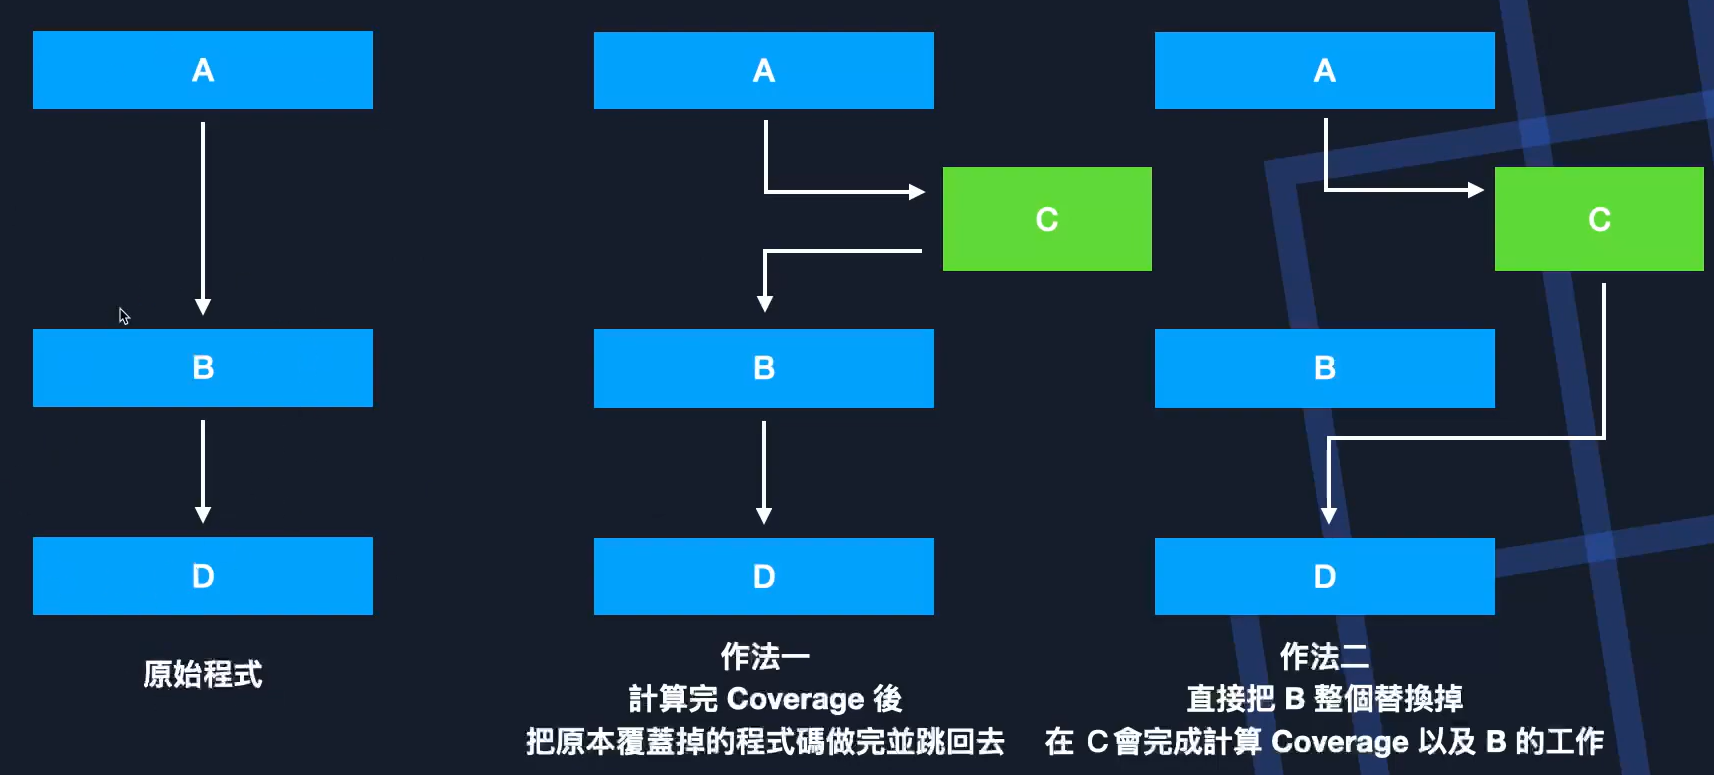 A
B
D
原始程式
A
C
B
D
作法一
計算完 Coverage 後
把原本覆蓋掉的程式碼做完並跳回去
A
C
B
D
作法二
直接把 B 整個替換掉
在 C會完成計算 Coverage 以及 B 的工作